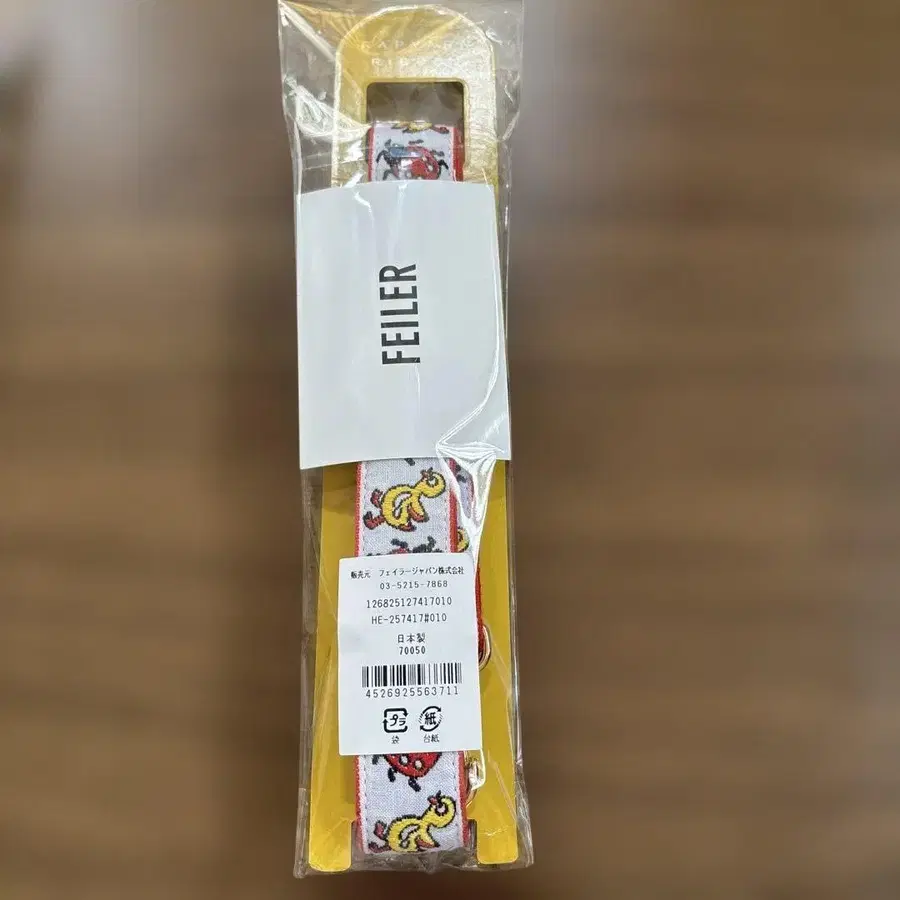 FEILER
販売元 フェイラージャパン株式会社
03-5215-7868
126825127417010
HE-257417#010
日本製
70050
4526925563711
プラ 紙
袋 台紙